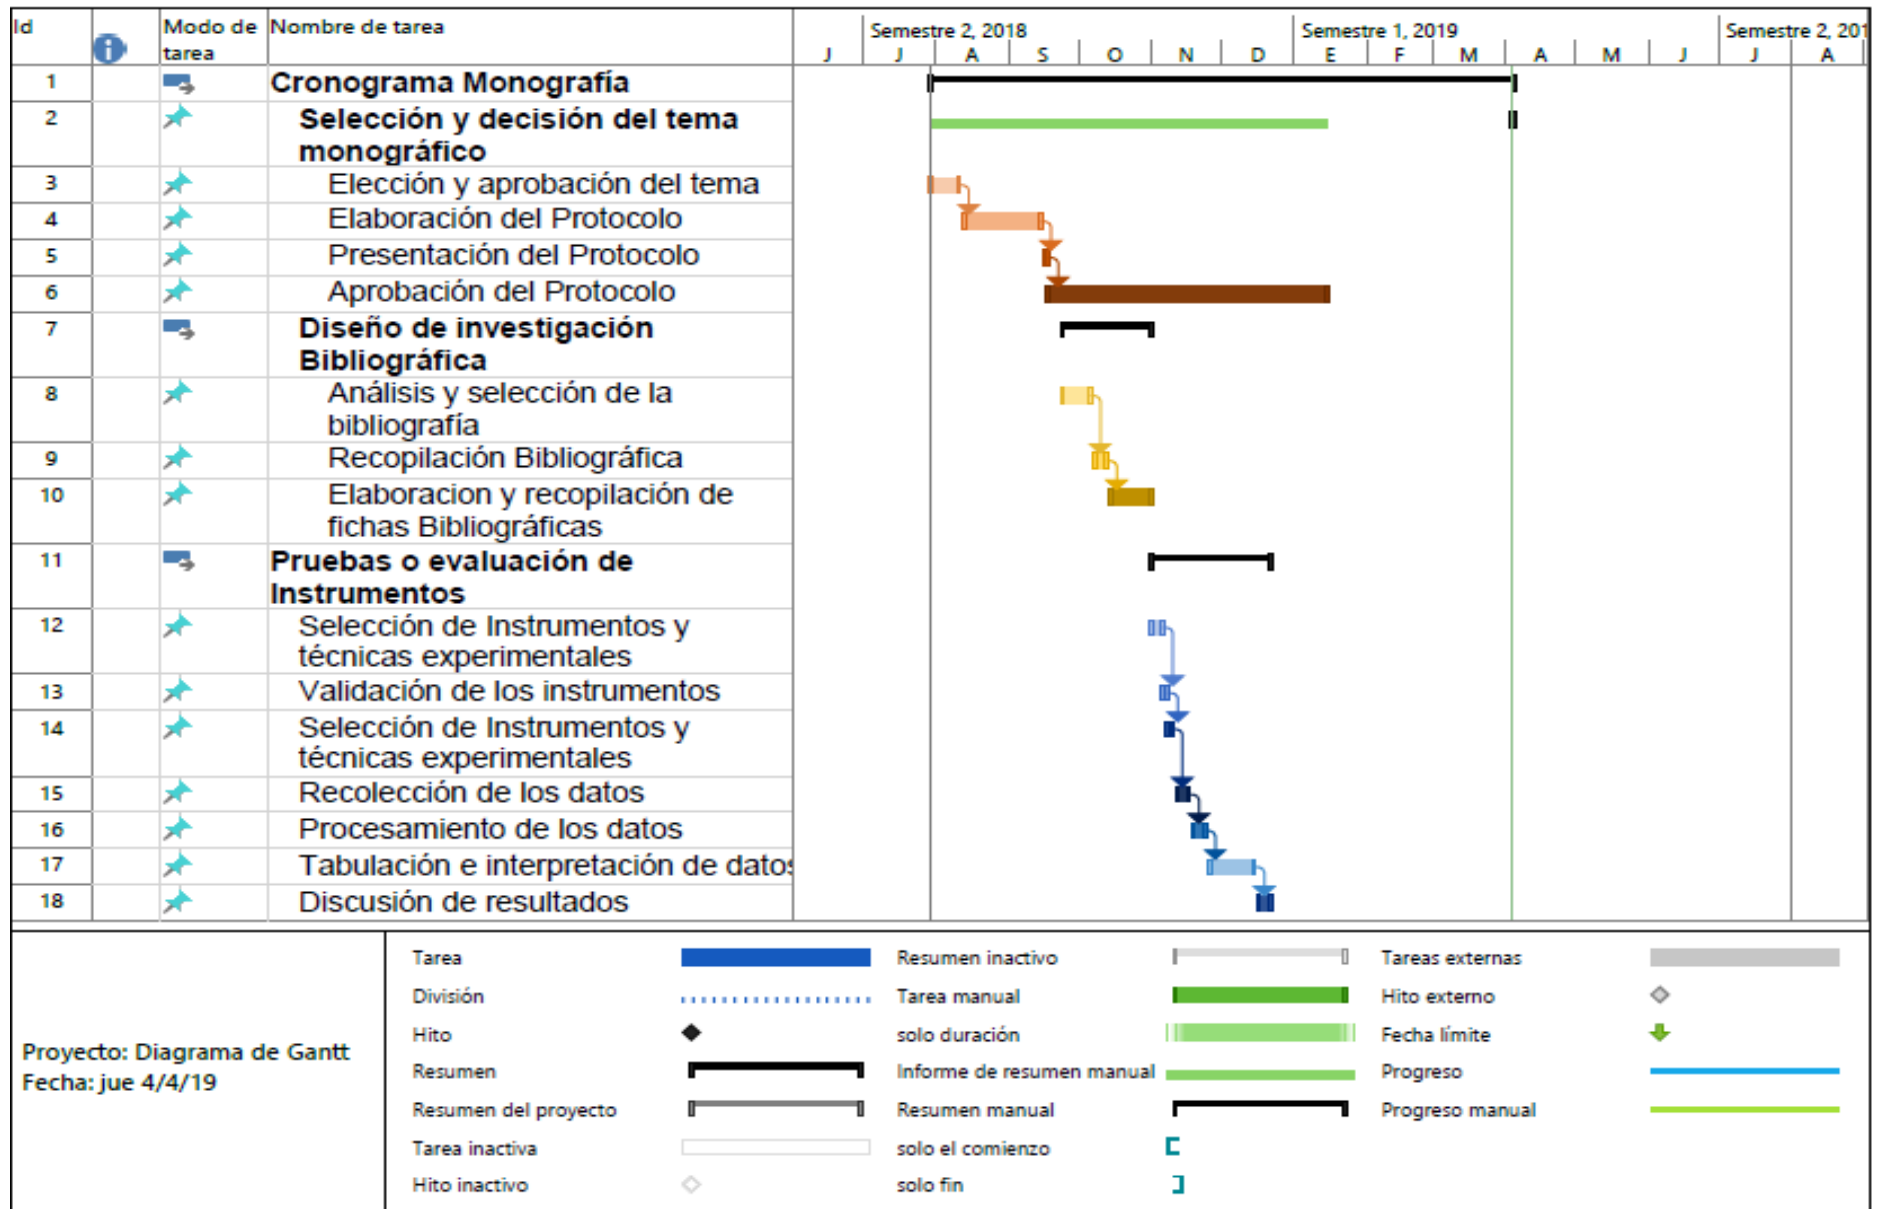 Id
Modo de
tarea
Nombre de tarea
Semestre 2, 2018
Semestre 1, 2019
Semestre 2, 201
J J A S O N D E F M A M J J A
1 Cronograma Monografía
2 Selección y decisión del tema
monográfico
3 Elección y aprobación del tema
4 Elaboración del Protocolo
5 Presentación del Protocolo
6 Aprobación del Protocolo
7 Diseño de investigación
Bibliográfica
8 Análisis y selección de la
bibliografía
9 Recopilación Bibliográfica
10 Elaboracion y recopilación de
fichas Bibliográficas
11 Pruebas o evaluación de
Instrumentos
12 Selección de Instrumentos y
técnicas experimentales
13 Validación de los instrumentos
14 Selección de Instrumentos y
técnicas experimentales
15 Recolección de los datos
16 Procesamiento de los datos
17 Tabulación e interpretación de datos
18 Discusión de resultados
Proyecto: Diagrama de Gantt
Fecha: jue 4/4/19
Tarea
División
Hito
Resumen
Resumen del proyecto
Tarea inactiva
Hito inactivo
Resumen inactivo
Tarea manual
solo duración
Informe de resumen manual
Resumen manual
solo el comienzo
solo fin
Tareas externas
Hito externo
Fecha límite
Progreso
Progreso manual